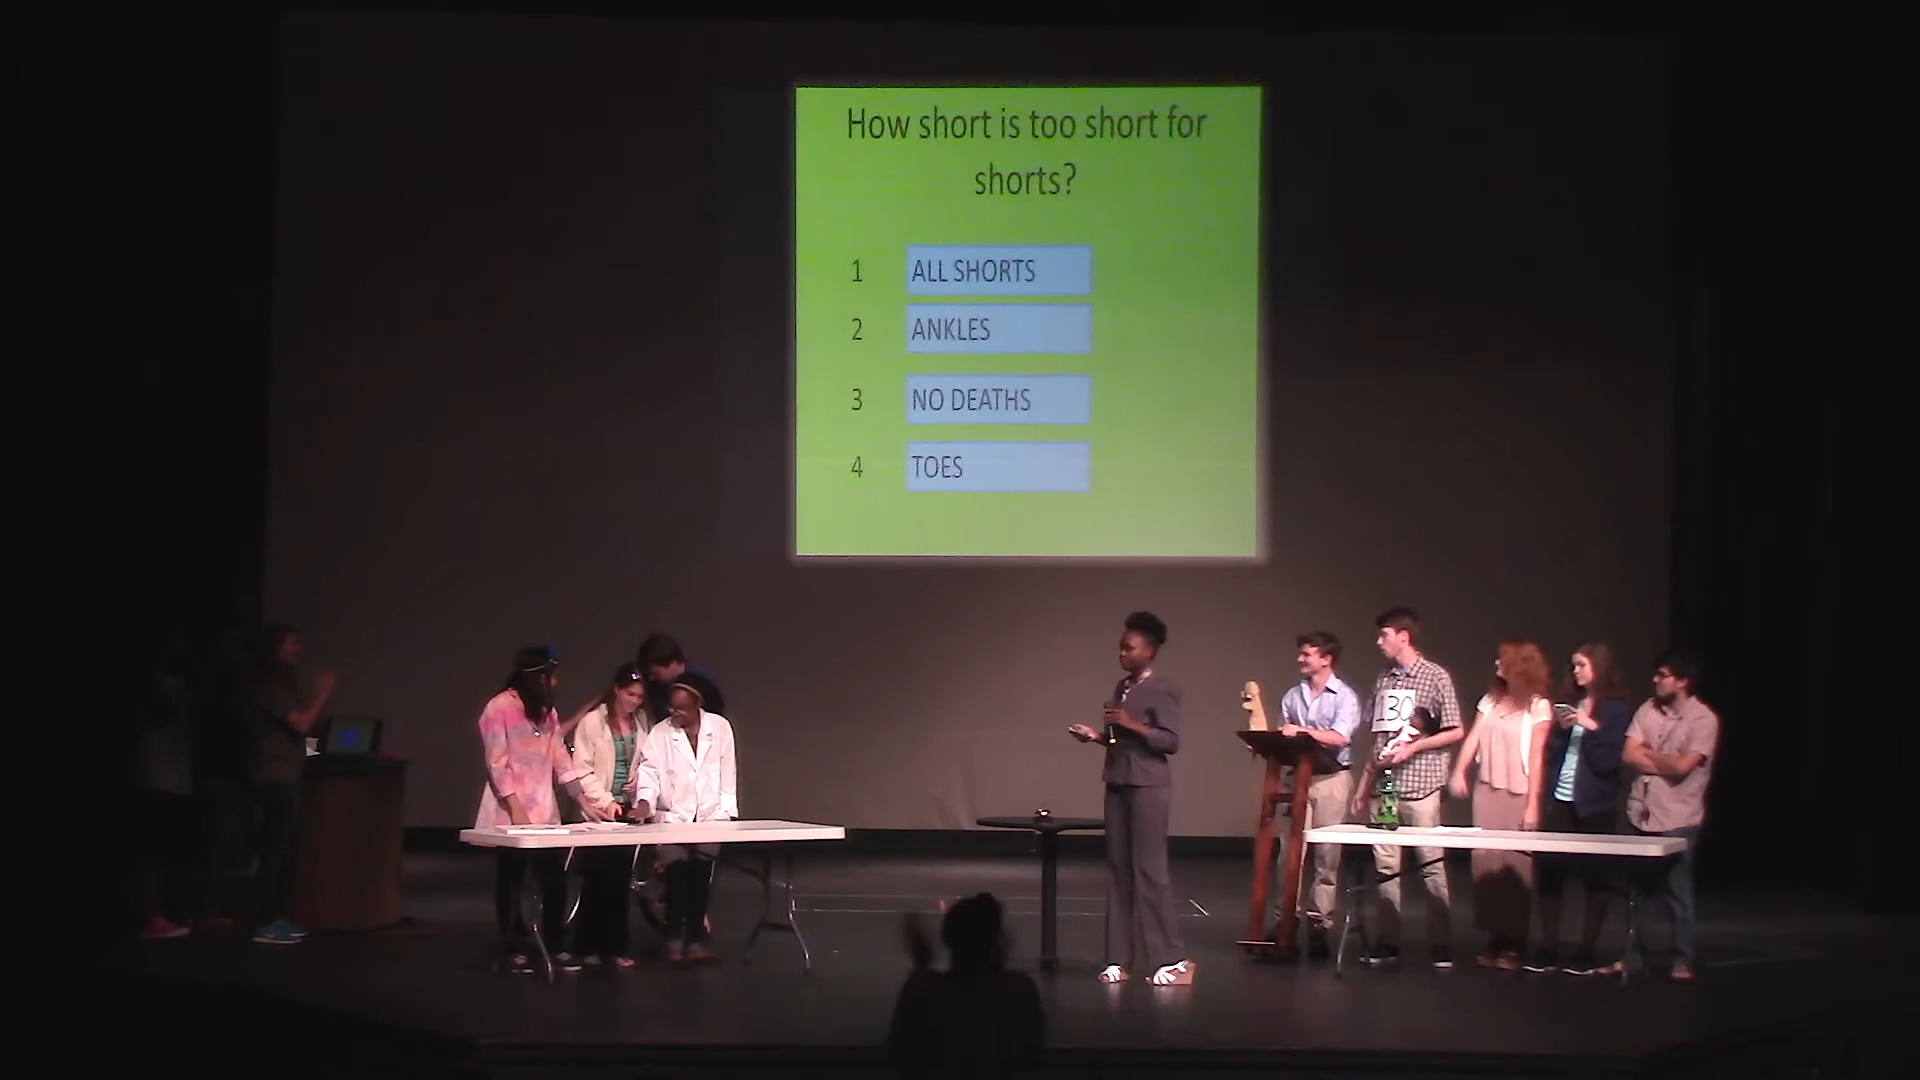 How short is too short for
shorts?
1 ALL SHORTS
2 ANKLES
3 NO DEATHS
4 TOES
130